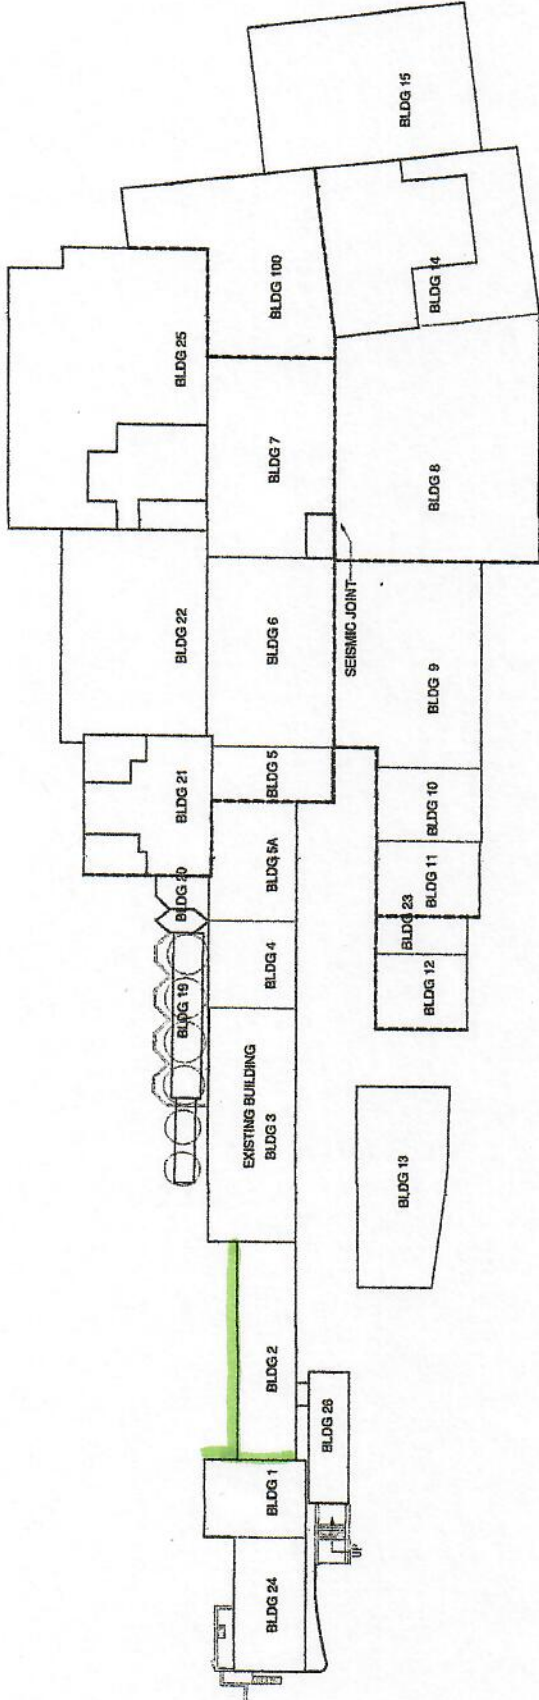 BLDG 15
BLDG 100
BLDG 14
BLDG 25
BLDG 7
BLDG 8
SEISMIC JOINT
BLDG 22
BLDG 6
BLDG 9
BLDG 21
BLDG 5
BLDG 10
BLDG 20
BLDG 5A
BLDG 11
BLDG 23
BLDG 19
BLDG 4
BLDG 12
EXISTING BUILDING
BLDG 3
BLDG 13
BLDG 2
BLDG 26
BLDG 1
UP
BLDG 24